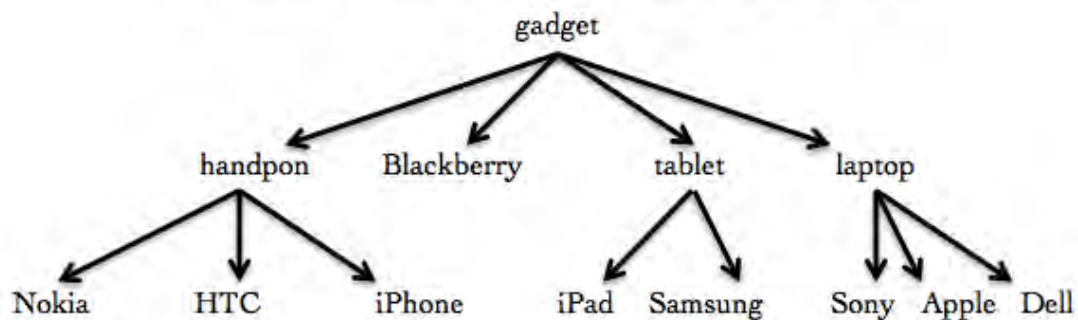 gadget
handpon Blackberry tablet laptop
Nokia HTC iPhone iPad Samsung Sony Apple Dell